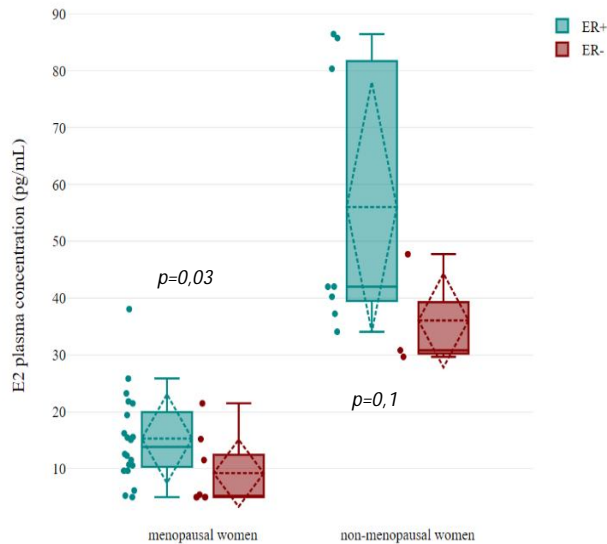 ER+
ER-
E2 plasma concentration (pg/mL)
90
80
70
60
50
40
30
20
10
p=0,03
p=0,1
menopausal women
non-menopausal women